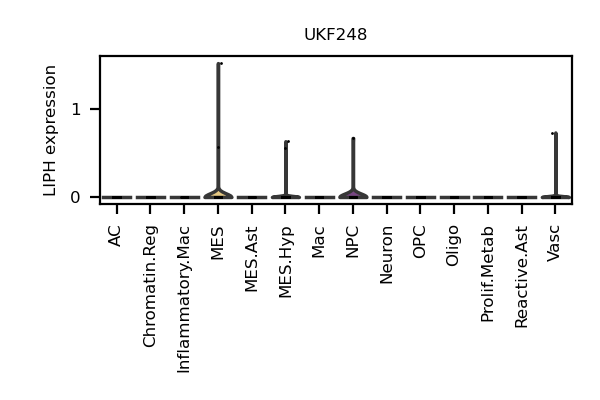 UKF248
LIPH expression
1
0
AC
Chromatin.Reg
Inflammatory.Mac
MES
MES.Ast
MES.Hyp
Mac
NPC
Neuron
OPC
Oligo
Prolif.Metab
Reactive.Ast
Vasc